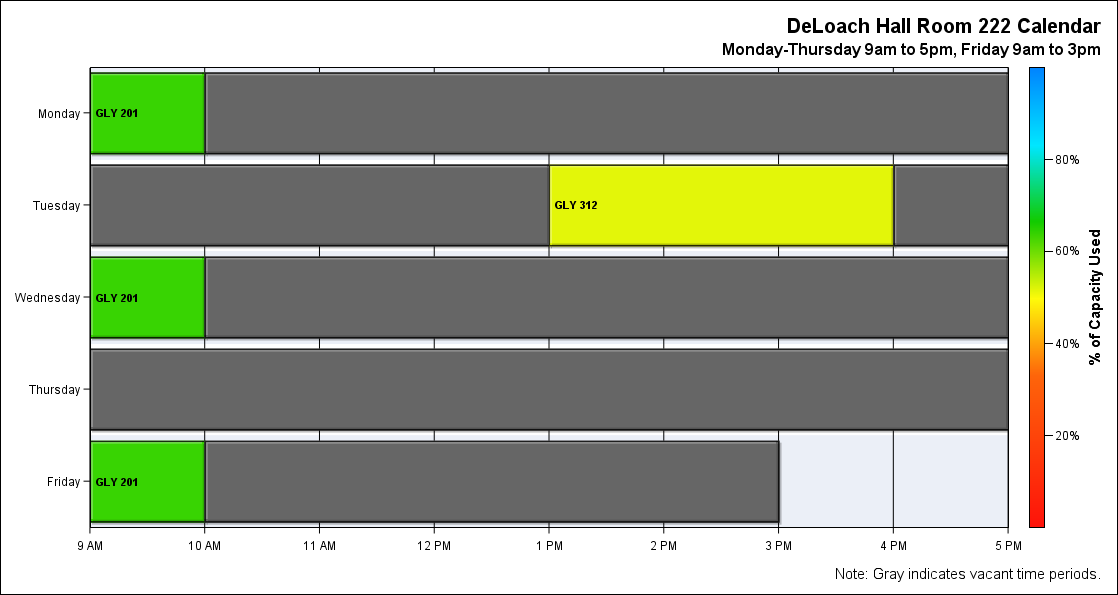 DeLoach Hall Room 222 Calendar
Monday-Thursday 9am to 5pm, Friday 9am to 3pm
Monday
GLY 201
Tuesday
GLY 312
Wednesday
GLY 201
Thursday
Friday
GLY 201
9 AM 10 AM 11 AM 12 PM 1 PM 2 PM 3 PM 4 PM 5 PM
80%
60%
40%
20%
% of Capacity Used
Note: Gray indicates vacant time periods.